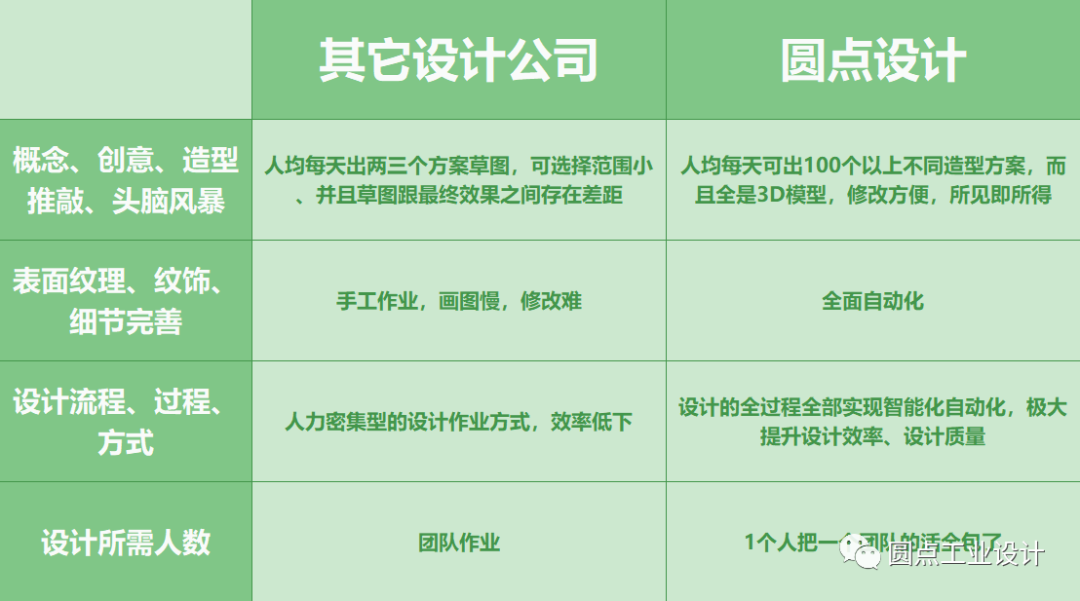 其它设计公司
圆点设计
概念、创意、造型
推敲、头脑风暴
人均每天出两三个方案草图，可选择范围小
、并且草图跟最终效果之间存在差距
人均每天可出100个以上不同造型方案，而
且全是3D模型，修改方便，所见即所得
表面纹理、纹饰、
细节完善
手工作业，画图慢，修改难
全面自动化
设计流程、过程、
方式
人力密集型的设计作业方式，效率低下
设计的全过程全部实现智能化自动化，极大
提升设计效率、设计质量
设计所需人数
团队作业
1个人把一个团队的活全包了
圆点工业设计